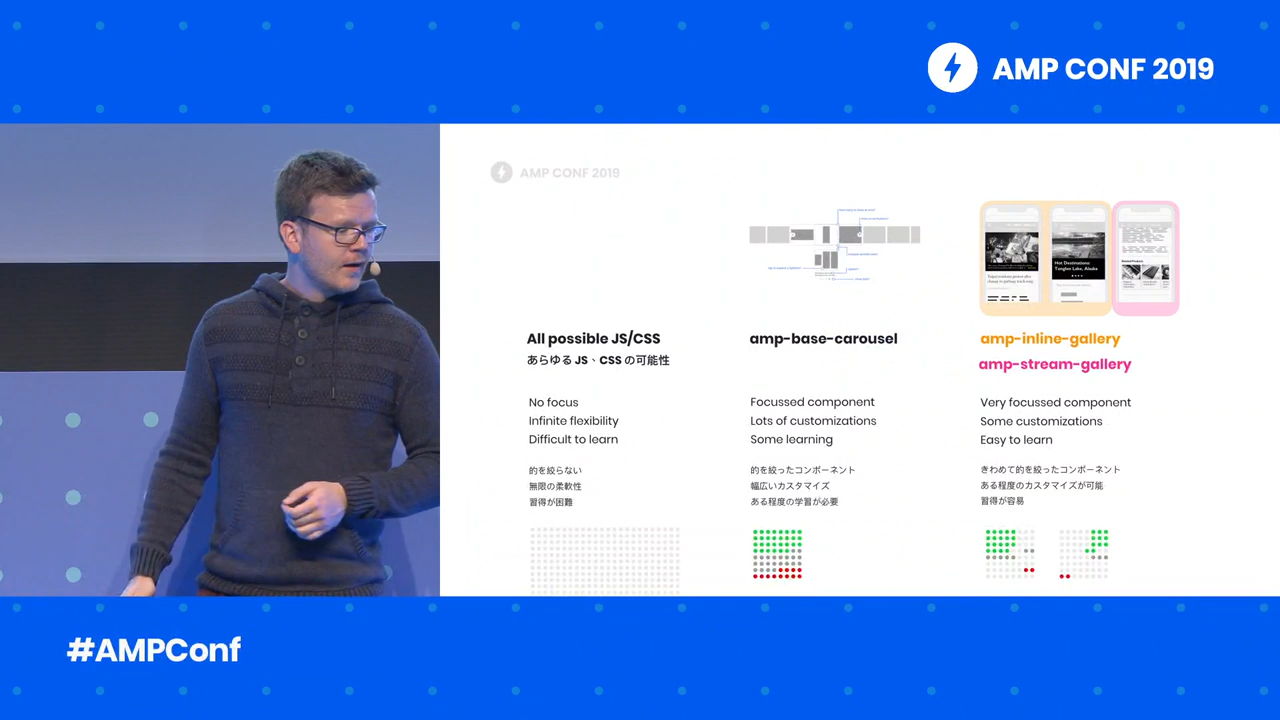 AMP CONF 2019
AMP CONF 2019
Hot Destinations:
Tonglen Lake, Alaska
All possible JS/CSS
あらゆる JS、CSS の可能性
No focus
Infinite flexibility
Difficult to learn
的を絞らない
無限の柔軟性
習得が困難
amp-base-carousel
Focussed component
Lots of customizations
Some learning
的を絞ったコンポーネント
幅広いカスタマイズ
ある程度の学習が必要
amp-inline-gallery
amp-stream-gallery
Very focussed component
Some customizations
Easy to learn
きわめて的を絞ったコンポーネント
ある程度のカスタマイズが可能
習得が容易
#AMPConf